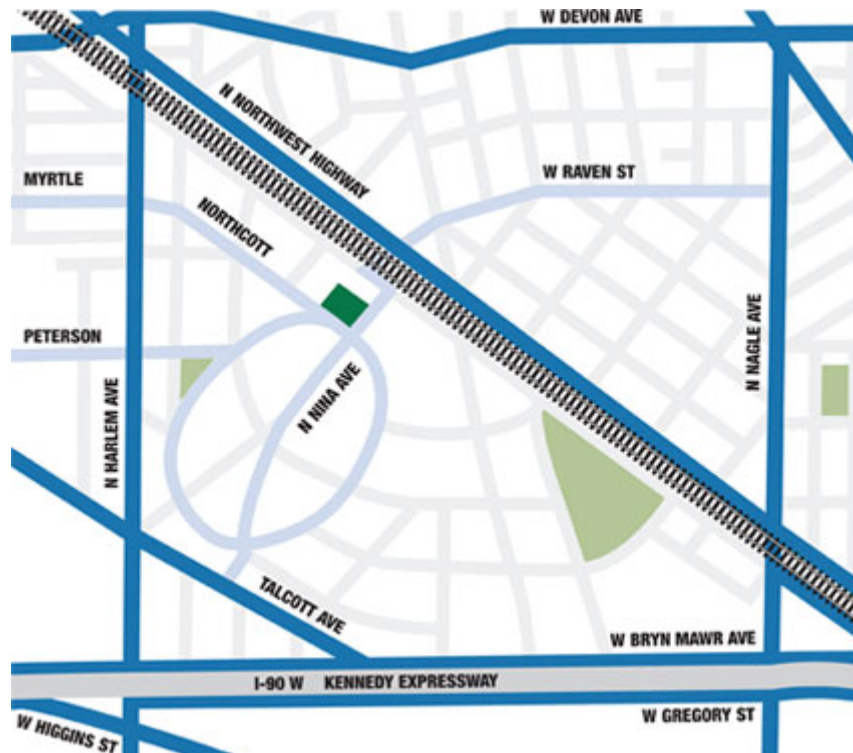 W DEVON AVE
N NORTHWEST HIGHWAY
W RAVEN ST
MYRTLE
NORTHCOTT
PETERSON
N NINA AVE
N HARLEM AVE
N NAGLE AVE
TALCOTT AVE
W BRYN MAWR AVE
I-90 W KENNEDY EXPRESSWAY
W GREGORY ST
W HIGGINS ST